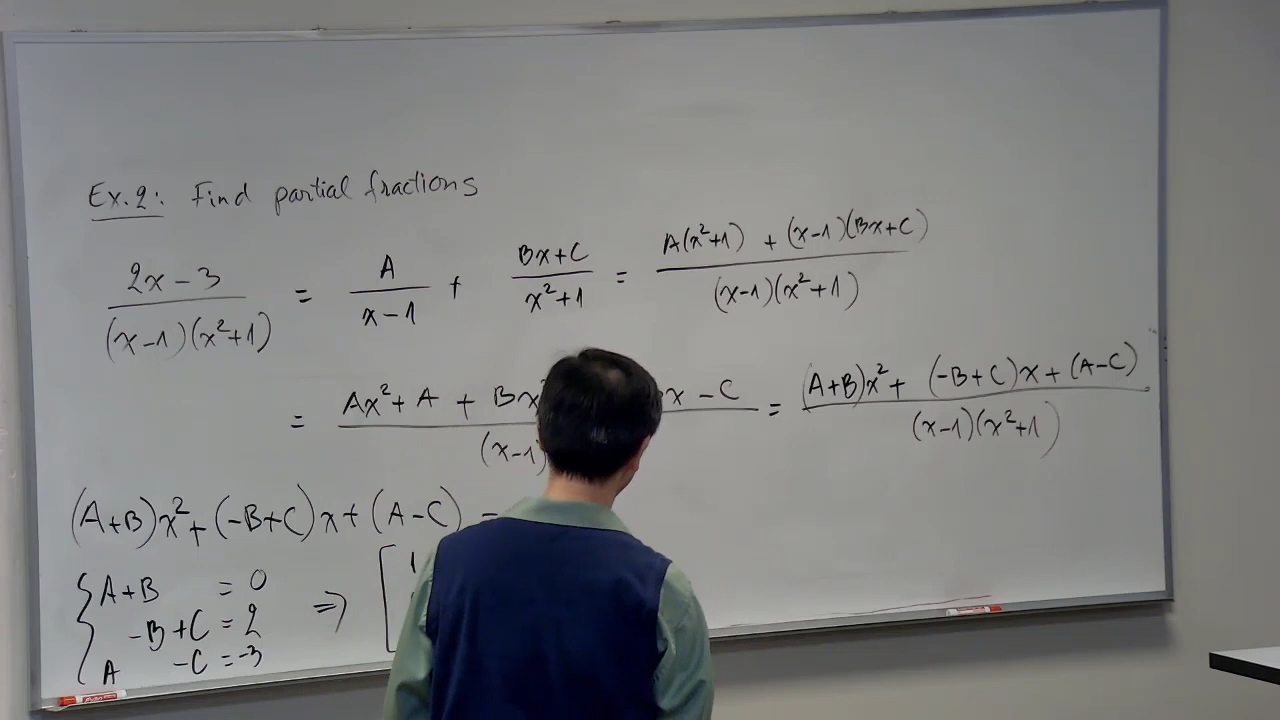 Ex.2: Find partial fractions
2x-3/(x-1)(x²+1) = A/x-1 + Bx+C/x²+1 = A(x²+1) + (x-1)(Bx+C)/(x-1)(x²+1)
= Ax²+A + Bx x - C/(x-1) = (A+B)x² + (-B+C)x + (A-C)/(x-1)(x²+1)
(A+B)x² + (-B+C)x + (A-C)
A+B = 0 ⇒ [ 1
-B+C = 2
A -C = -3